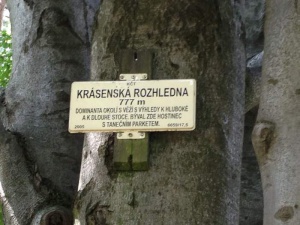 KRÁSENSKÁ ROZHLEDNA
777 m
DOMINANTA OKOLÍ S VĚŽÍ S VÝHLEDY K HLUBOKÉ
A K DLOUHÉ STOCE. BÝVAL ZDE HOSTINEC
S TANEČNÍM PARKETEM.